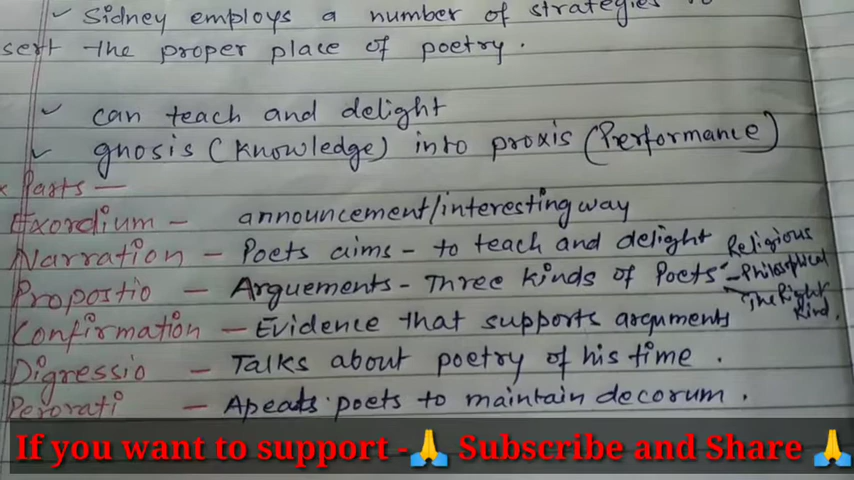 ✓ Sidney employs a number of strategies
sert the proper place of poetry.
✓ can teach and delight
✓ gnosis (knowledge) into proxis (Performance)
x Parts —
Exordium - announcement/interesting way
Narration - Poets aims - to teach and delight
Propostio - Arguements - Three kinds of Poets - Religious
- Philosphical
The Right
Kind.
Confirmation - Evidence that supports arguments
Digressio - Talks about poetry of his time.
Perorati - Apeals poets to maintain decorum.
If you want to support -🙏 Subscribe and Share 🙏